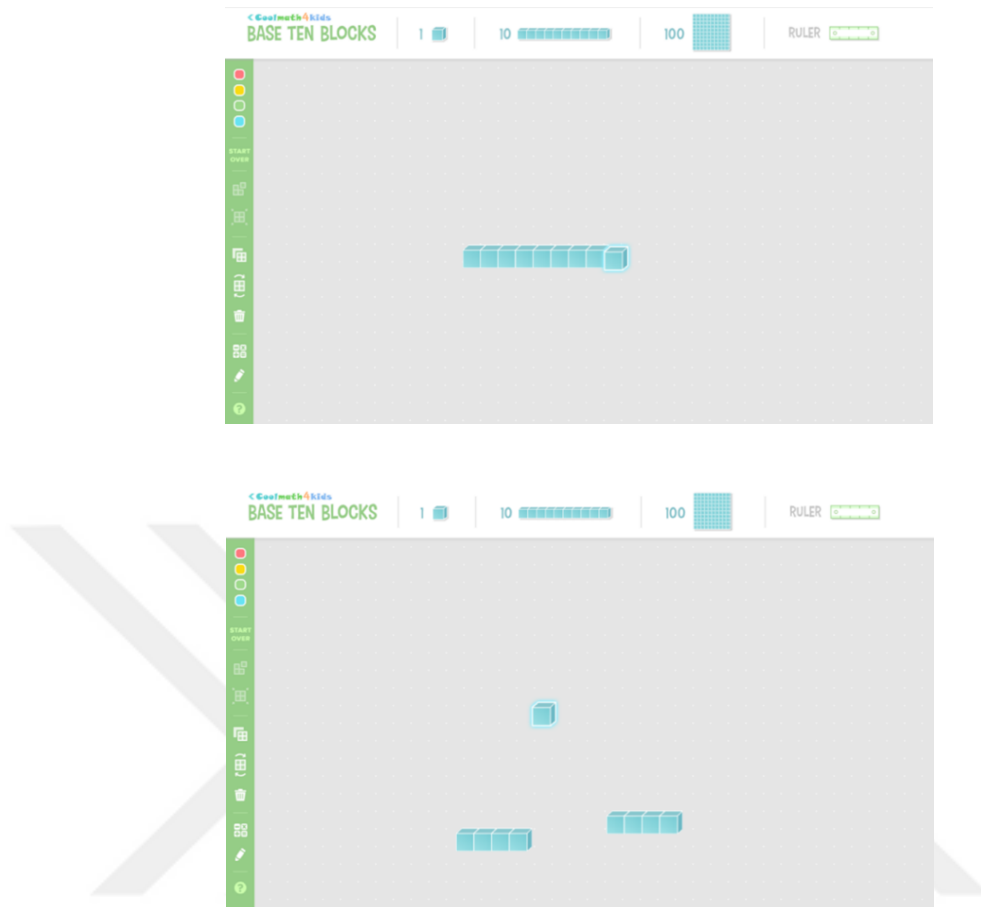 <Coolmath4kids
BASE TEN BLOCKS 1 10 100 RULER
START
OVER
?
<Coolmath4kids
BASE TEN BLOCKS 1 10 100 RULER
START
OVER
?